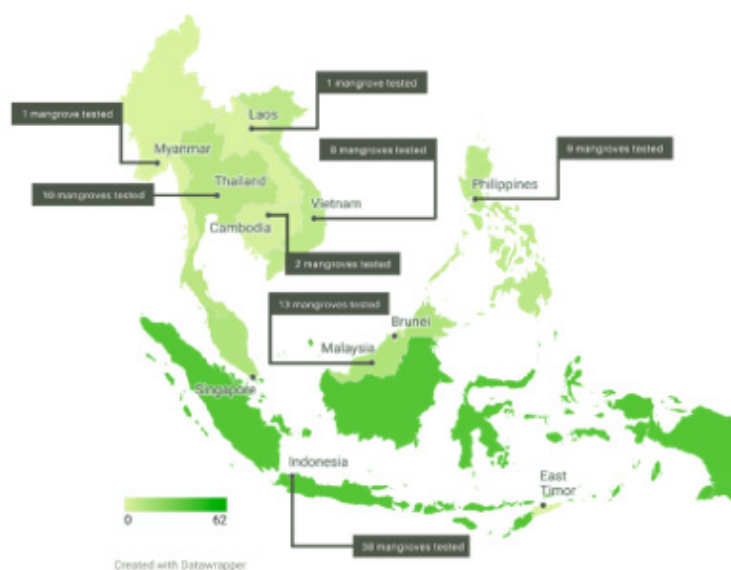 1 mangrove tested
Laos
1 mangrove tested
Myanmar
8 mangroves tested
9 mangroves tested
Thailand
Philippines
mangroves tested
Vietnam
Cambodia
2 mangroves tested
13 mangroves tested
Brunei
Malaysia
Singapore
Indonesia
East
Timor
0
62
38 mangroves tested
Created with Datawrapper